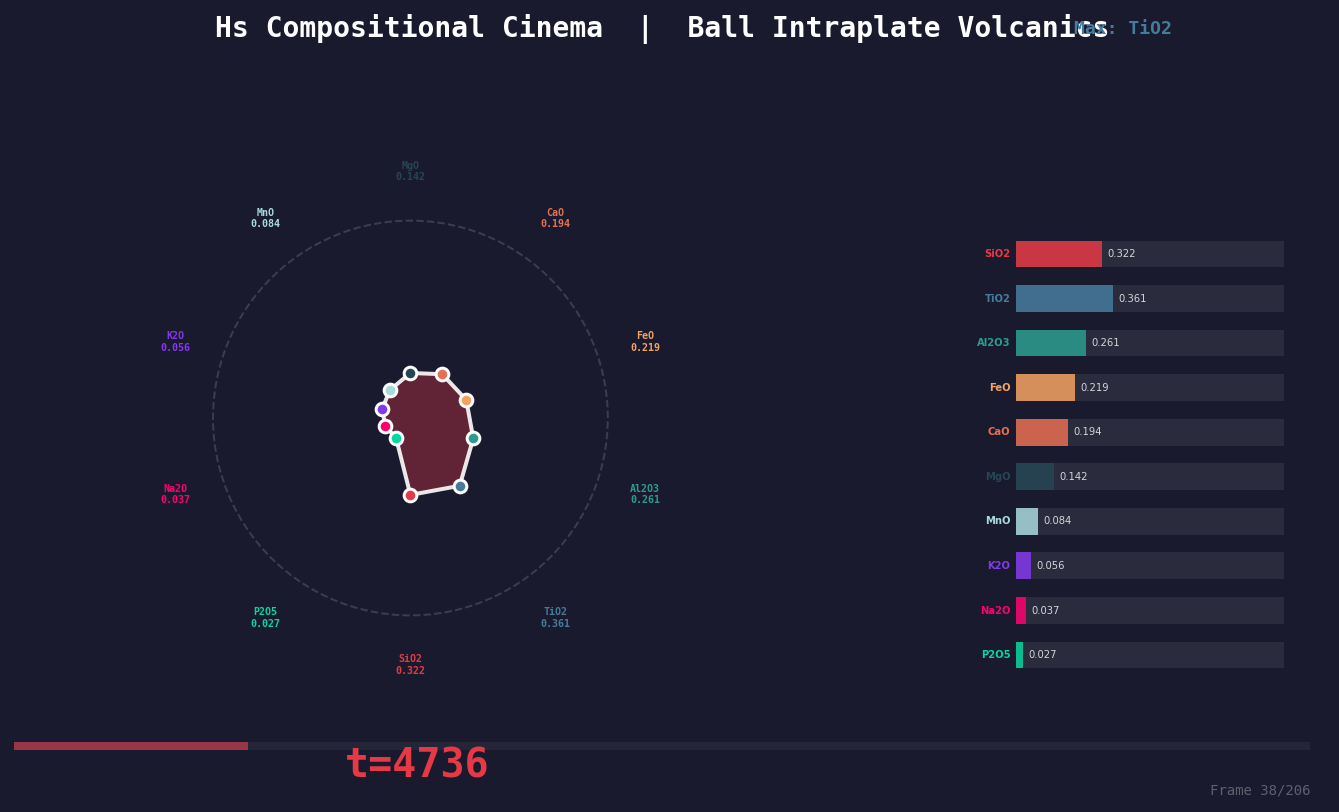 Hs Compositional Cinema | Ball Intraplate Volcanics
Max: TiO2
MgO
0.142
MnO
0.084
CaO
0.194
K2O
0.056
FeO
0.219
Na2O
0.037
Al2O3
0.261
P2O5
0.027
TiO2
0.361
SiO2
0.322
SiO2 0.322
TiO2 0.361
Al2O3 0.261
FeO 0.219
CaO 0.194
MgO 0.142
MnO 0.084
K2O 0.056
Na2O 0.037
P2O5 0.027
t=4736
Frame 38/206